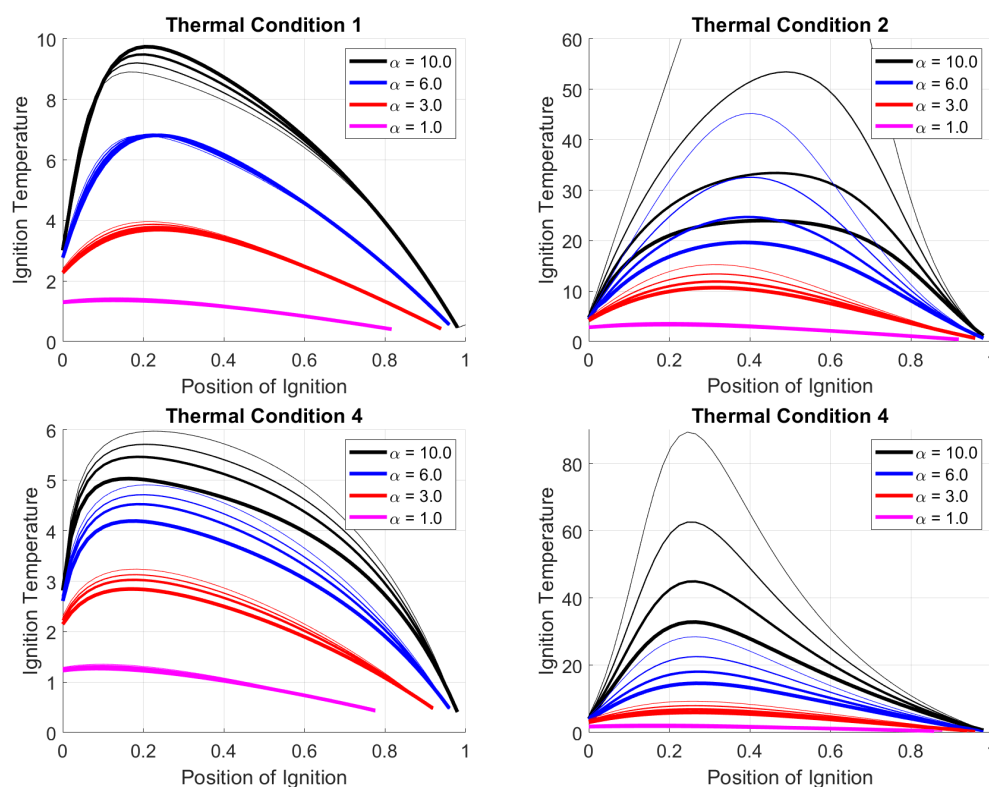 Thermal Condition 1
Ignition Temperature
10
8
6
4
2
0
α = 10.0
α = 6.0
α = 3.0
α = 1.0
0 0.2 0.4 0.6 0.8 1
Position of Ignition
Thermal Condition 2
Ignition Temperature
60
50
40
30
20
10
0
α = 10.0
α = 6.0
α = 3.0
α = 1.0
0 0.2 0.4 0.6 0.8
Position of Ignition
Thermal Condition 4
Ignition Temperature
6
5
4
3
2
1
0
α = 10.0
α = 6.0
α = 3.0
α = 1.0
0 0.2 0.4 0.6 0.8 1
Position of Ignition
Thermal Condition 4
Ignition Temperature
80
60
40
20
0
α = 10.0
α = 6.0
α = 3.0
α = 1.0
0 0.2 0.4 0.6 0.8
Position of Ignition